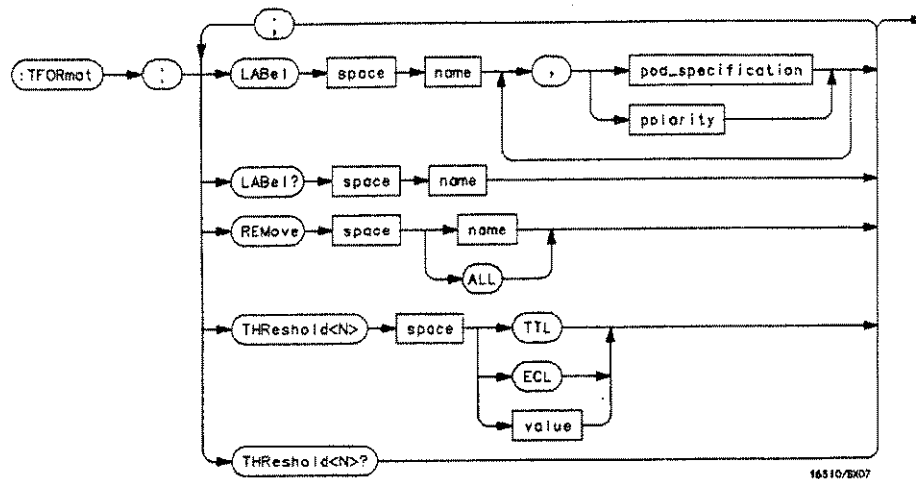 ;
:TFORmat : LABel space name , pod_specification
polarity
LABel? space name
REMove space name
ALL
THReshold<N> space TTL
ECL
value
THReshold<N>?
16510/BX07